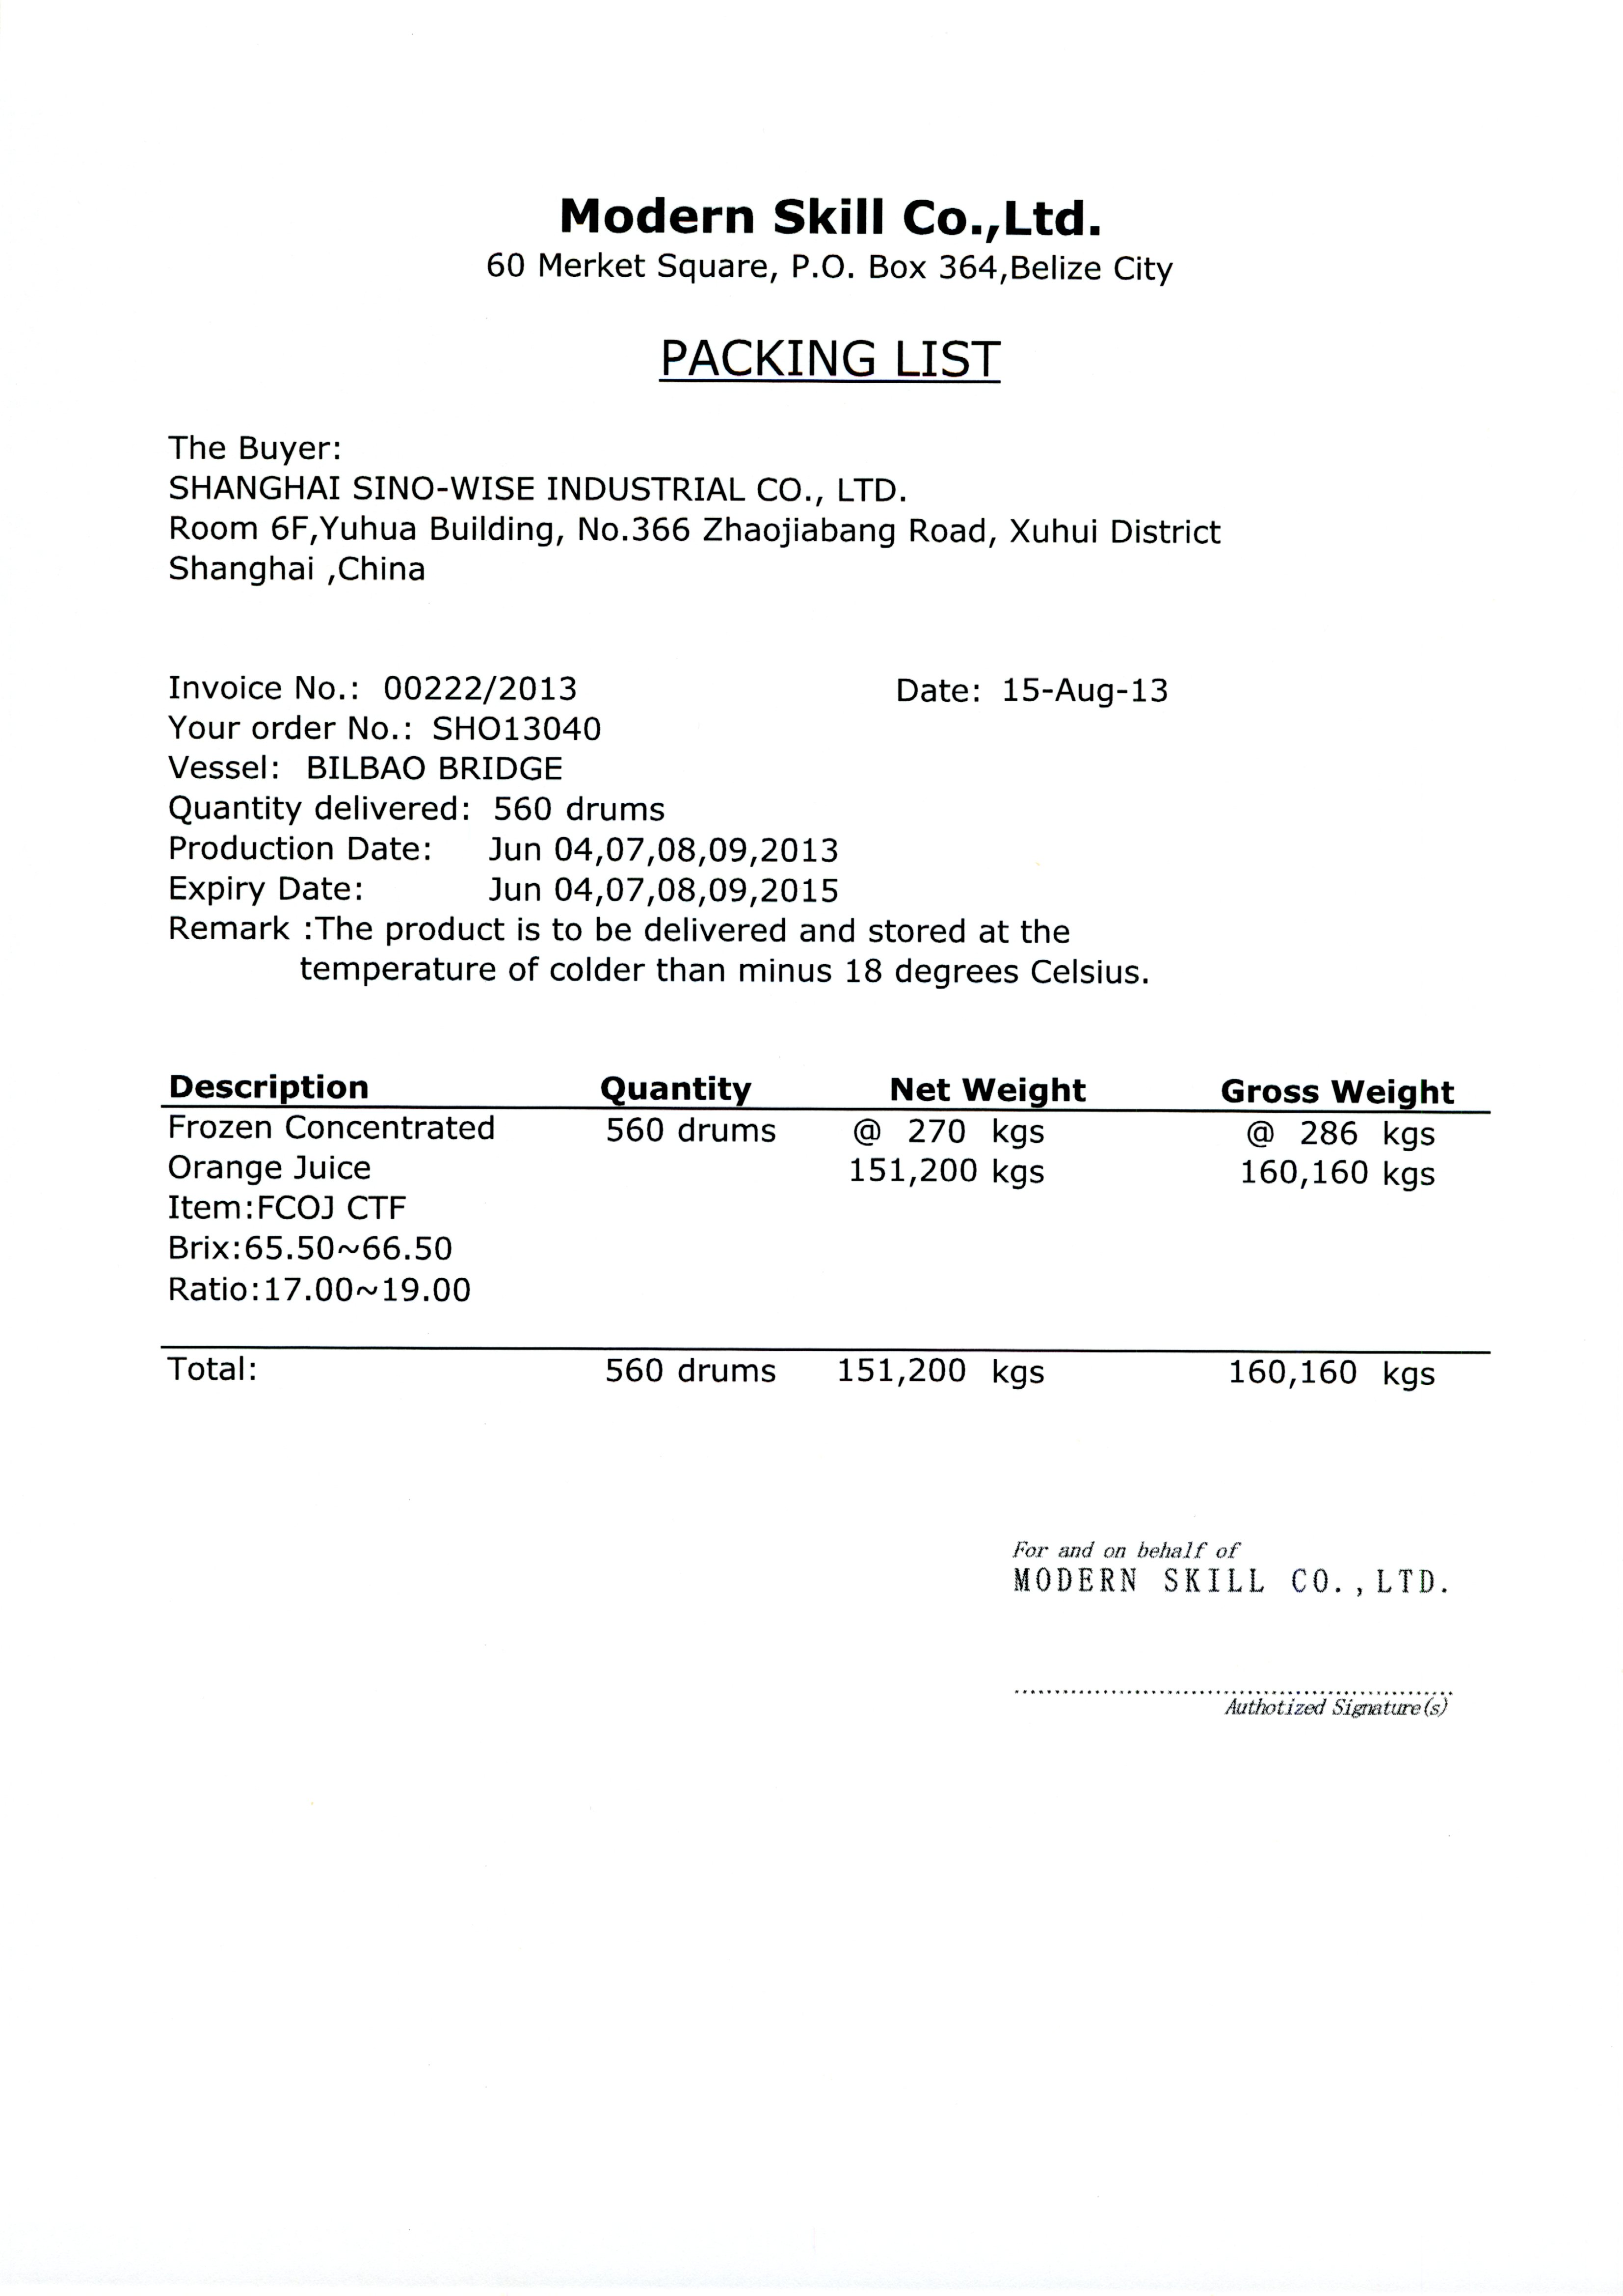 Modern Skill Co.,Ltd.
60 Merket Square, P.O. Box 364,Belize City
PACKING LIST
The Buyer:
SHANGHAI SINO-WISE INDUSTRIAL CO., LTD.
Room 6F,Yuhua Building, No.366 Zhaojiabang Road, Xuhui District
Shanghai ,China
Invoice No.: 00222/2013 Date: 15-Aug-13
Your order No.: SHO13040
Vessel: BILBAO BRIDGE
Quantity delivered: 560 drums
Production Date: Jun 04,07,08,09,2013
Expiry Date: Jun 04,07,08,09,2015
Remark :The product is to be delivered and stored at the
temperature of colder than minus 18 degrees Celsius.
Description Quantity Net Weight Gross Weight
Frozen Concentrated 560 drums @ 270 kgs @ 286 kgs
Orange Juice 151,200 kgs 160,160 kgs
Item:FCOJ CTF
Brix:65.50~66.50
Ratio:17.00~19.00
Total: 560 drums 151,200 kgs 160,160 kgs
For and on behalf of
MODERN SKILL CO.,LTD.
Authotized Signature(s)